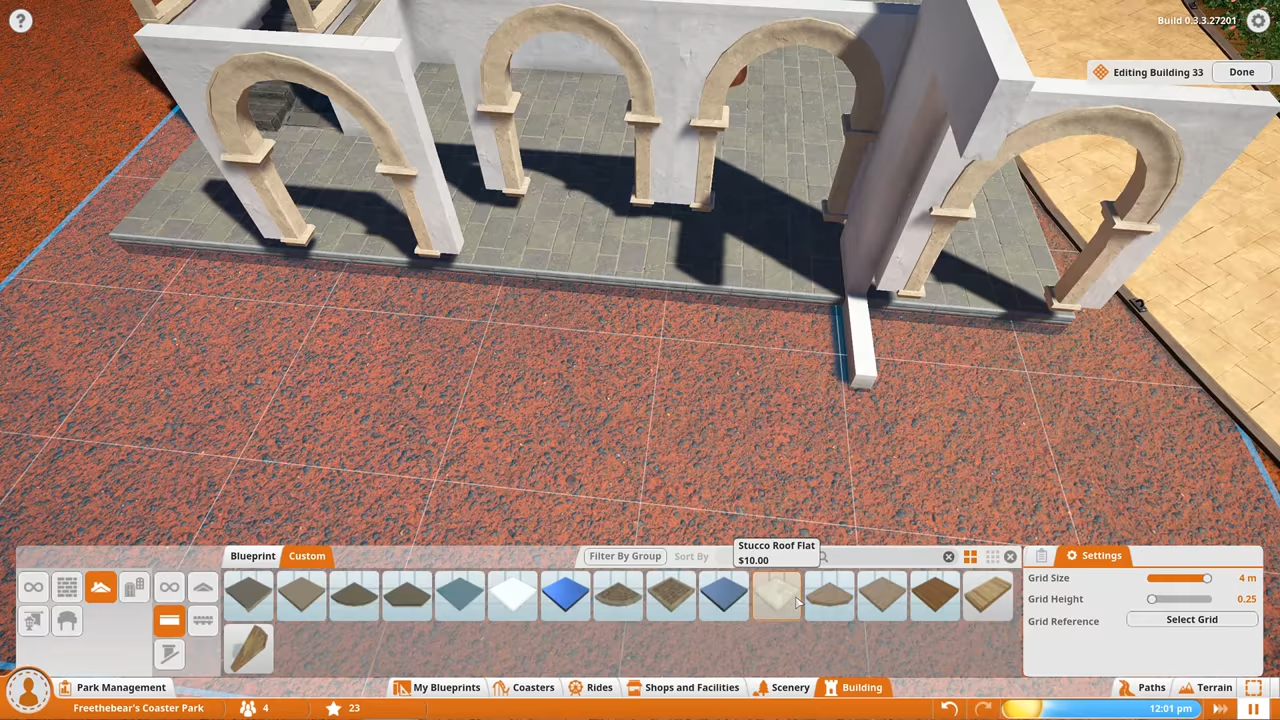 ?
Build 0.3.3.27201
Editing Building 33
Done
Stucco Roof Flat
$10.00
Blueprint
Custom
Filter By Group
Sort By
Settings
Grid Size
4 m
Grid Height
0.25
Grid Reference
Select Grid
Park Management
My Blueprints
Coasters
Rides
Shops and Facilities
Scenery
Building
Paths
Terrain
Freethebear's Coaster Park
4
23
12:01 pm